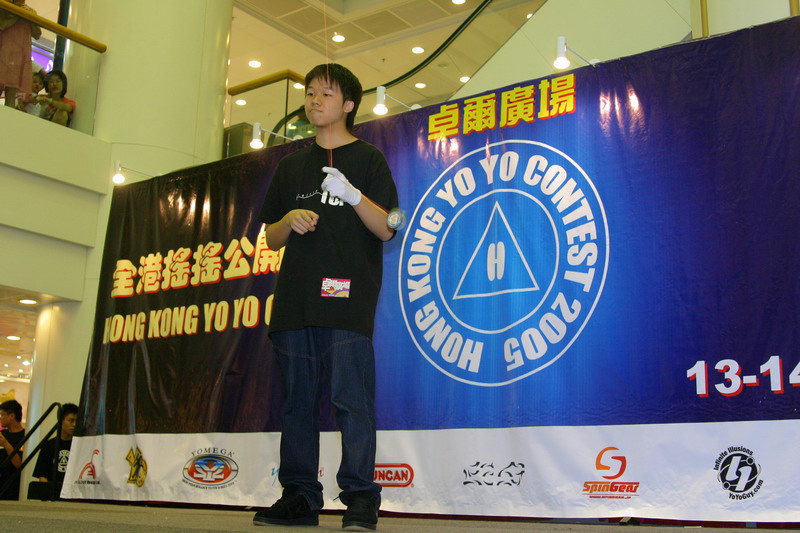 卓爾廣場
HONG KONG YO YO CONTEST 2005
H
全港搖搖公開
HONG KONG YO YO C
13-14
YOMEGA
DUNCAN
SPINGEAR
Infinite Illusions
YoYoGuy.com